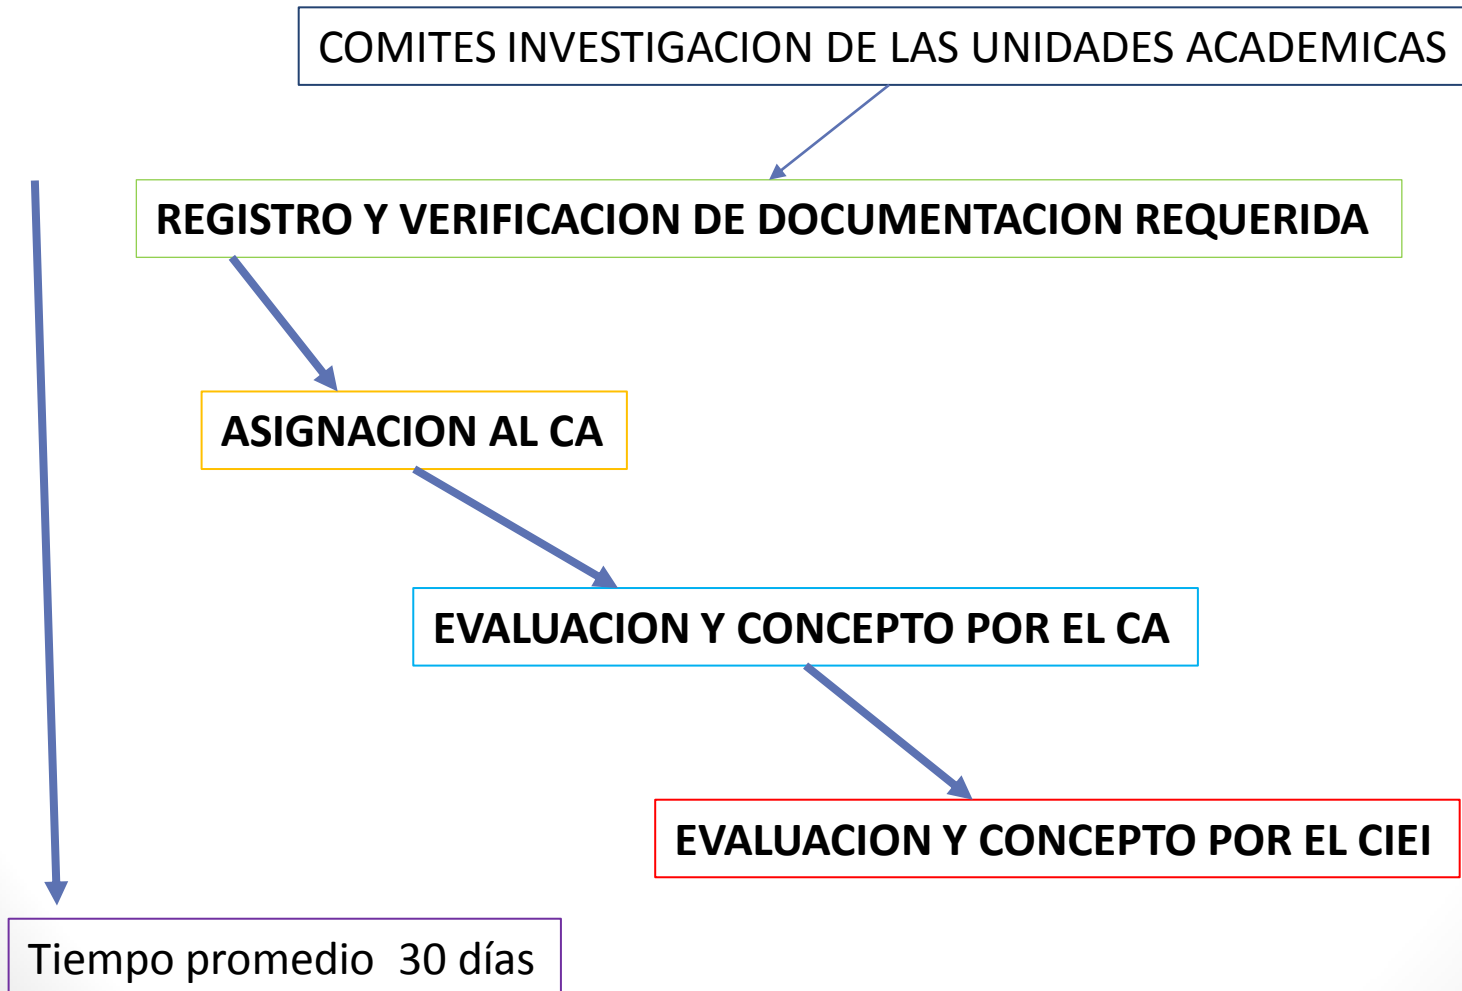 COMITES INVESTIGACION DE LAS UNIDADES ACADEMICAS
REGISTRO Y VERIFICACION DE DOCUMENTACION REQUERIDA
ASIGNACION AL CA
EVALUACION Y CONCEPTO POR EL CA
EVALUACION Y CONCEPTO POR EL CIEI
Tiempo promedio 30 días